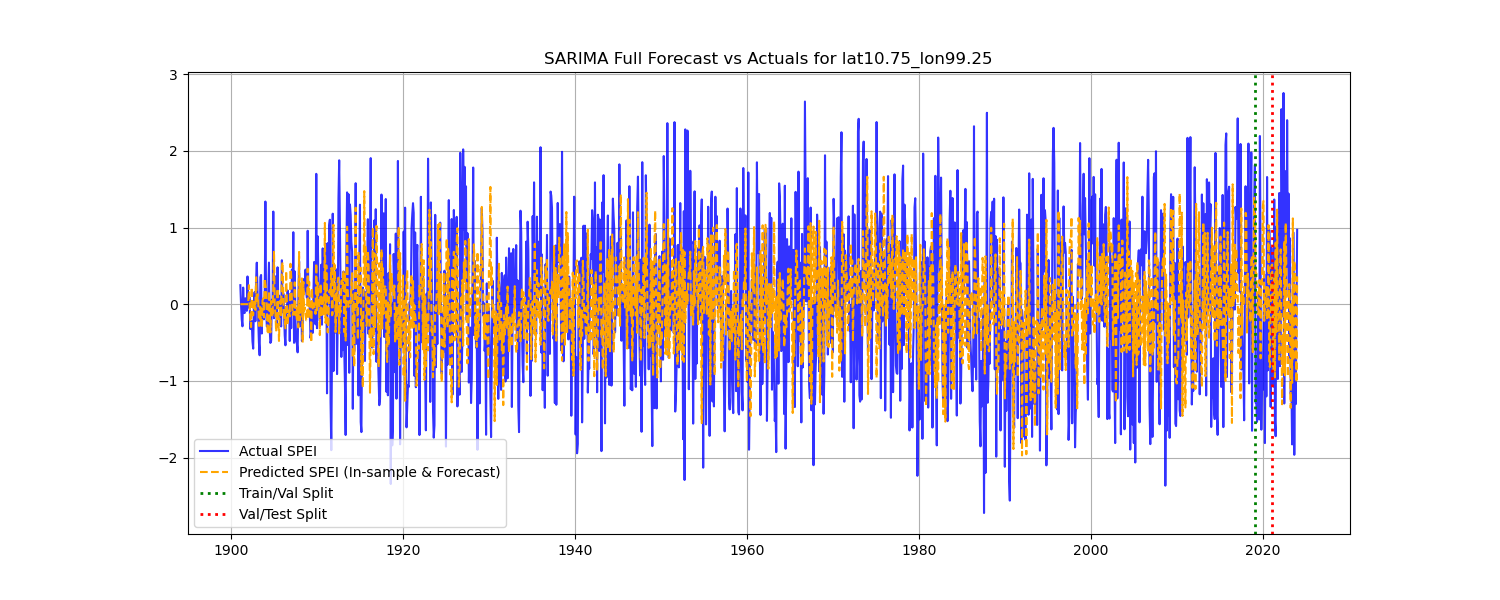 SARIMA Full Forecast vs Actuals for lat10.75_lon99.25
3
2
1
0
−1
−2
Actual SPEI
Predicted SPEI (In-sample & Forecast)
Train/Val Split
Val/Test Split
1900 1920 1940 1960 1980 2000 2020